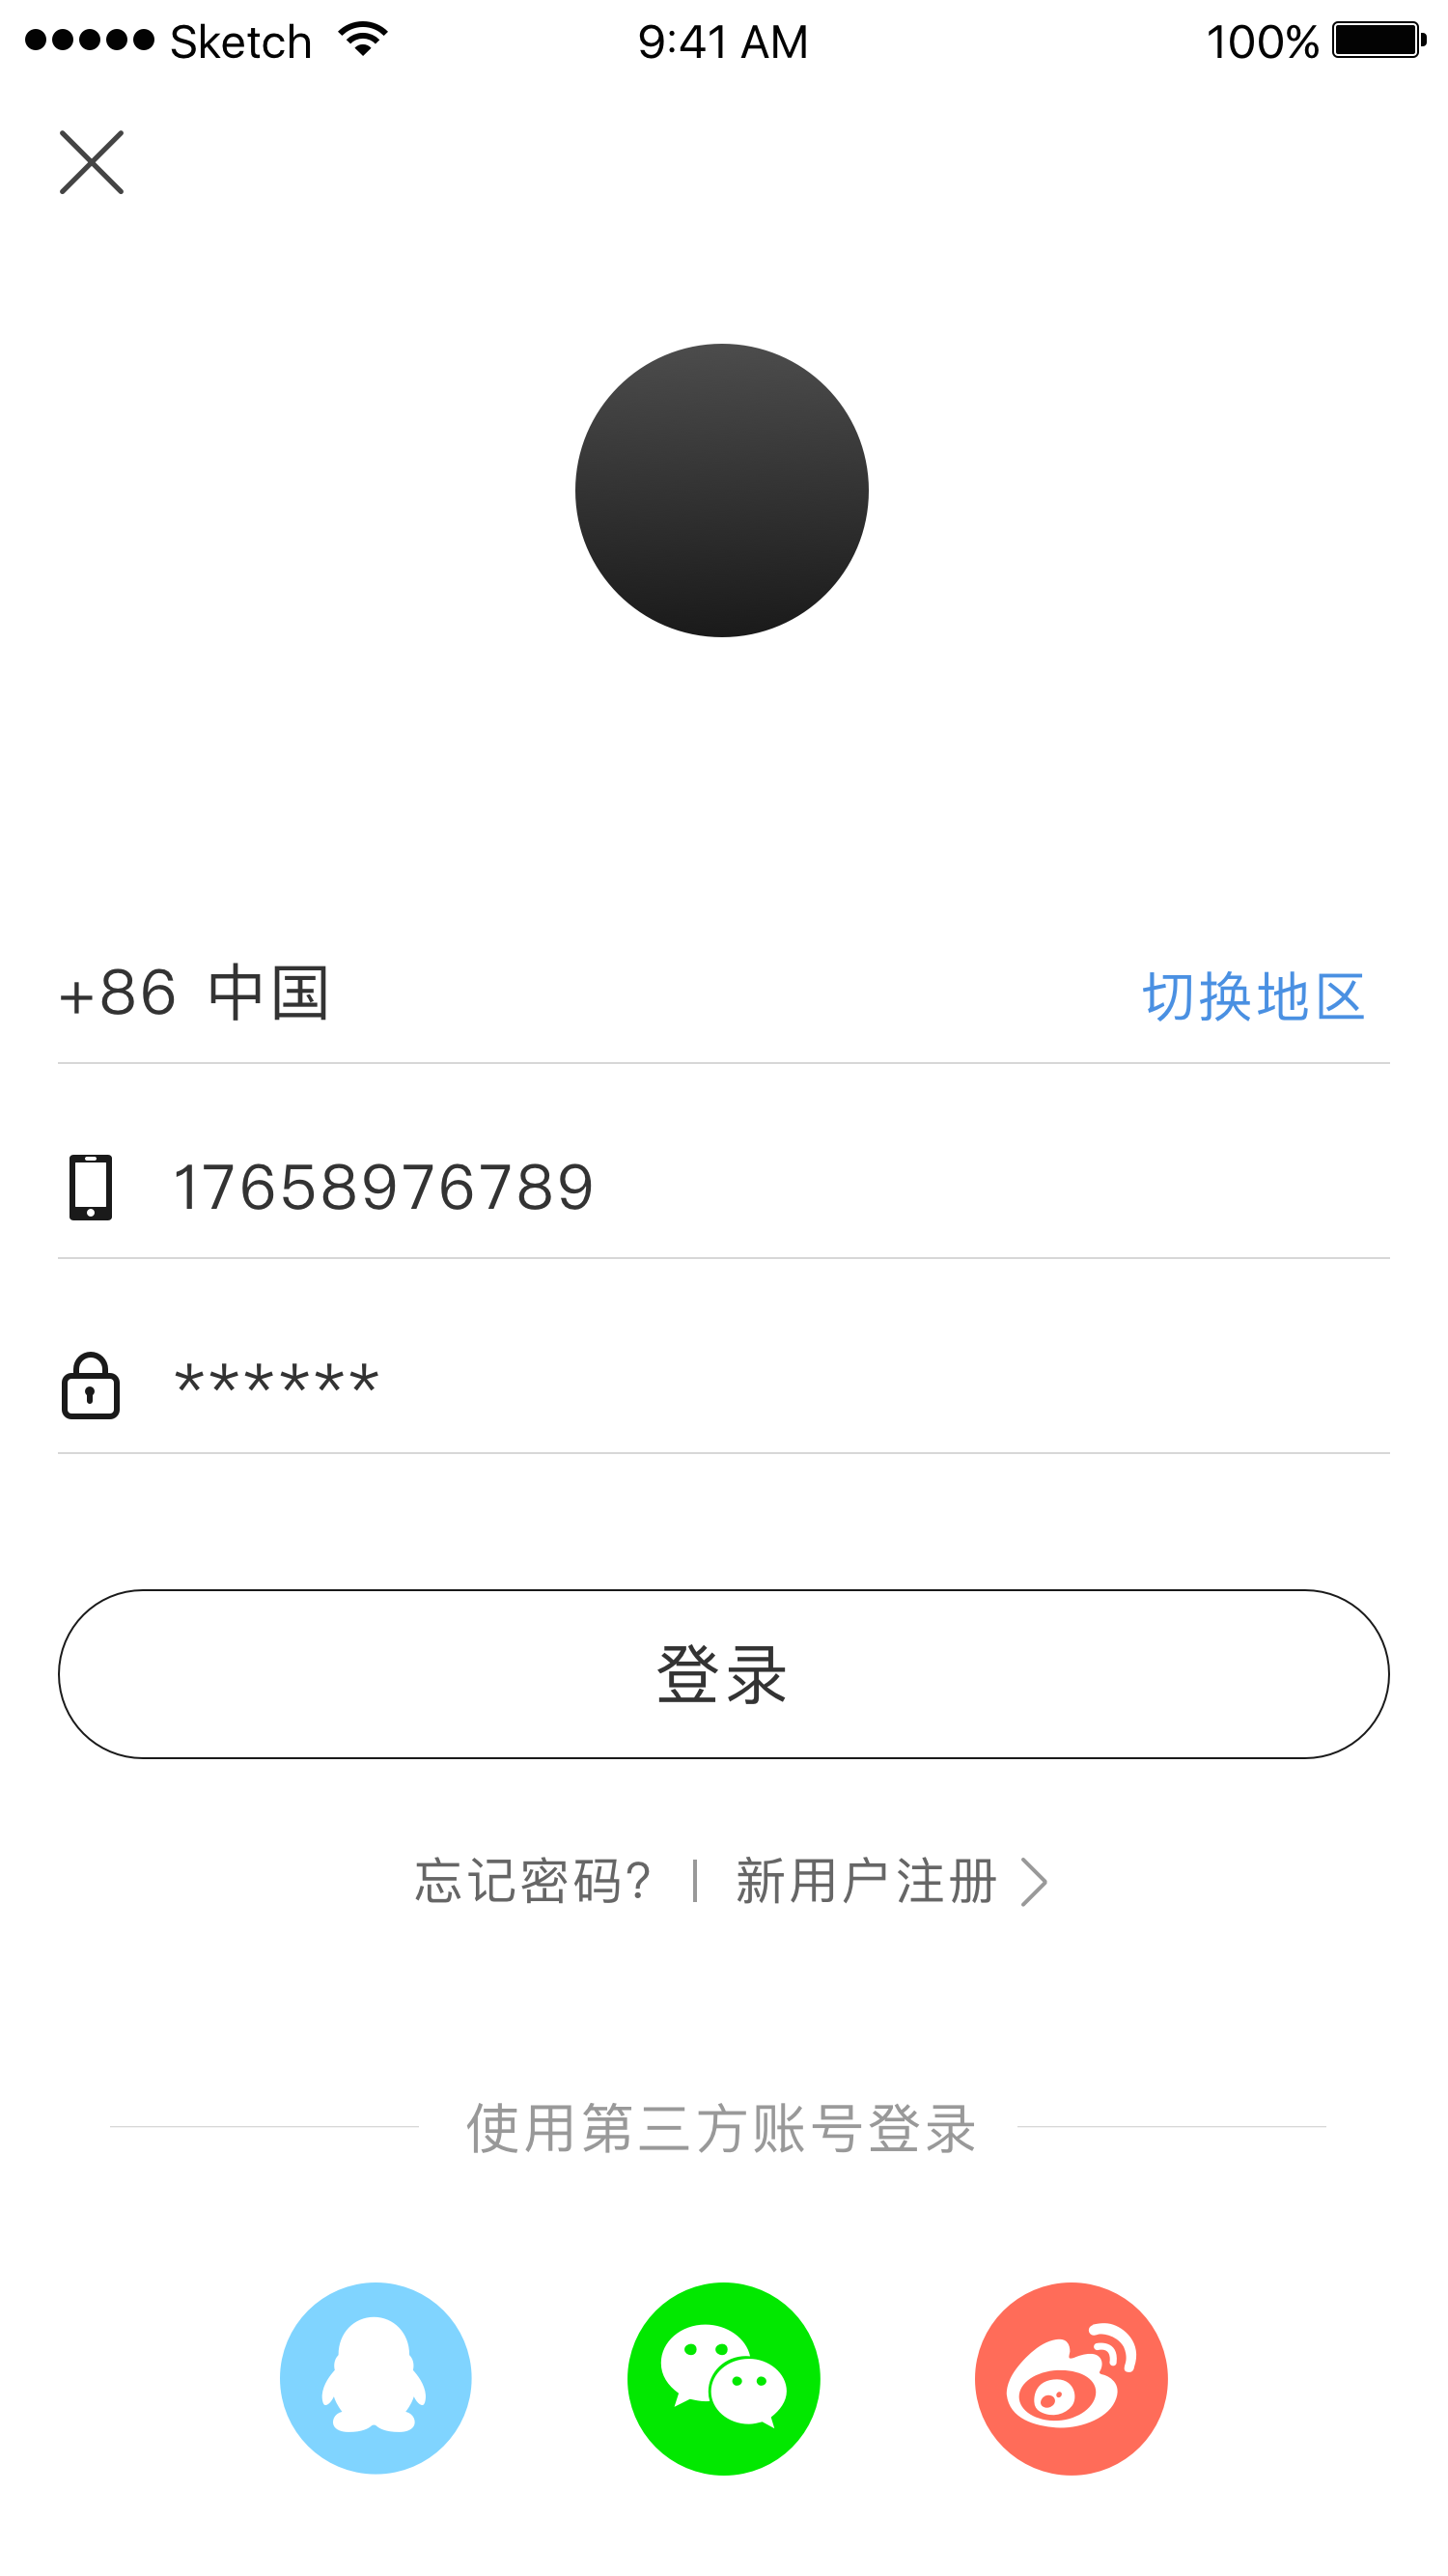 Sketch 9:41 AM 100%
+86 中国 切换地区
17658976789
******
登录
忘记密码? | 新用户注册
使用第三方账号登录